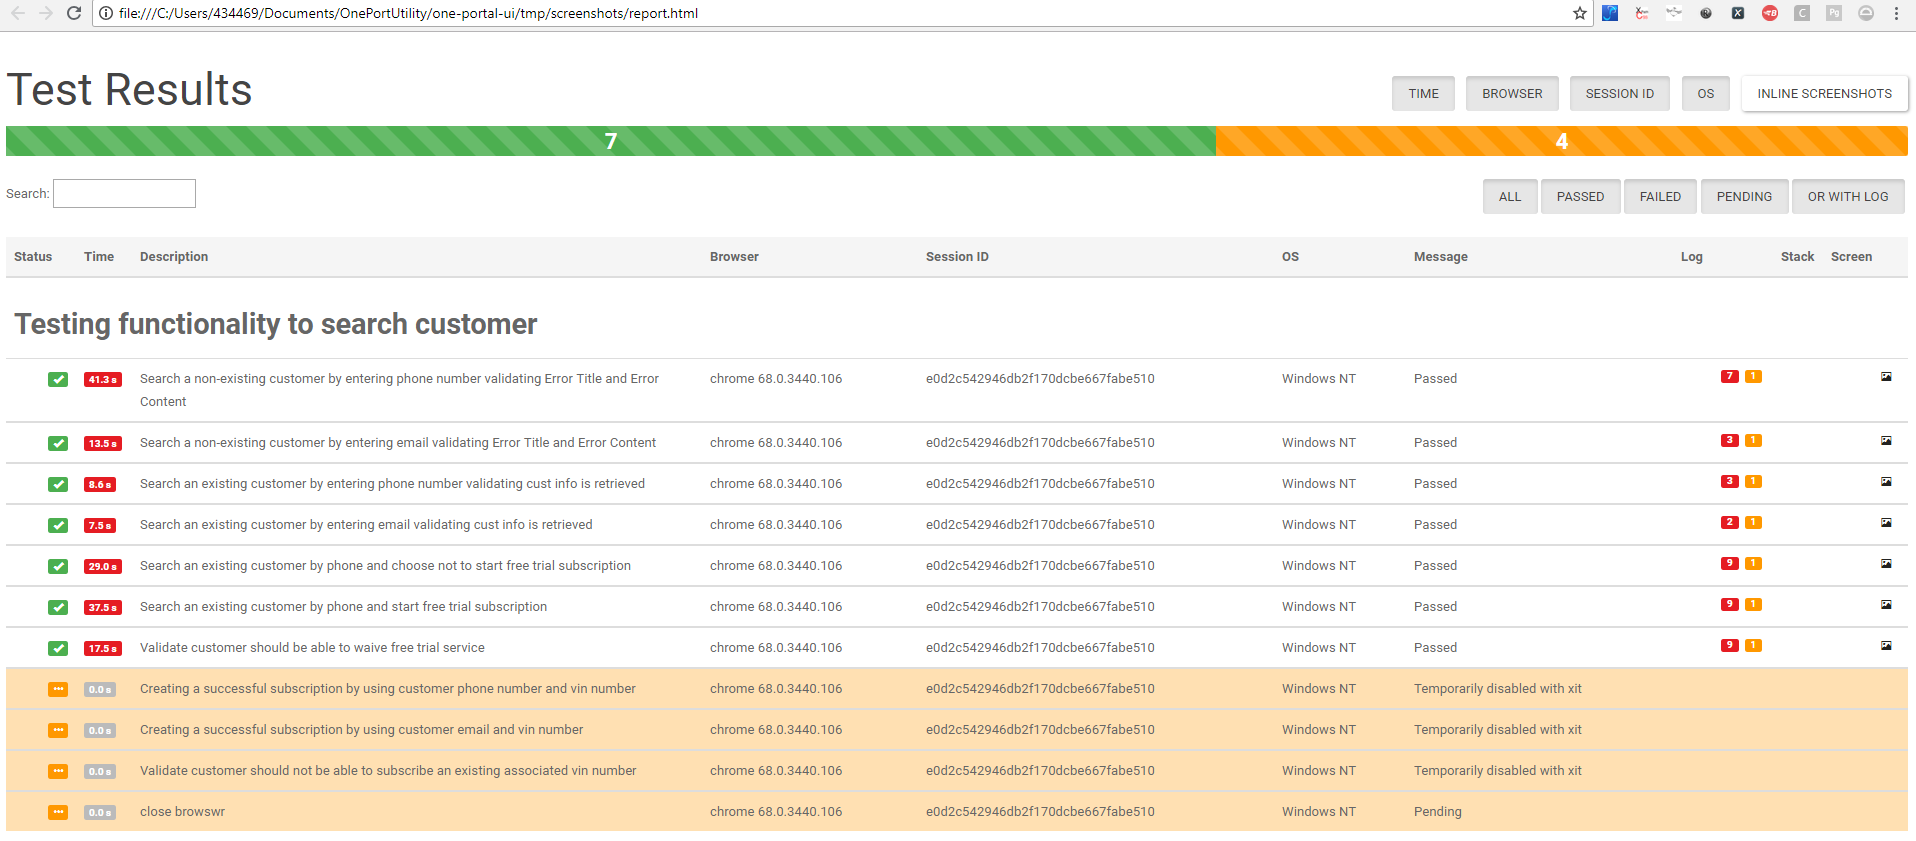 file:///C:/Users/434469/Documents/OnePortUtility/one-portal-ui/tmp/screenshots/report.html
Test Results
TIME BROWSER SESSION ID OS INLINE SCREENSHOTS
7 4
Search:
ALL PASSED FAILED PENDING OR WITH LOG
Status Time Description Browser Session ID OS Message Log Stack Screen
Testing functionality to search customer
41.3 s Search a non-existing customer by entering phone number validating Error Title and Error chrome 68.0.3440.106 e0d2c542946db2f170dcbe667fabe510 Windows NT Passed 7 1
Content
13.5 s Search a non-existing customer by entering email validating Error Title and Error Content chrome 68.0.3440.106 e0d2c542946db2f170dcbe667fabe510 Windows NT Passed 3 1
8.6 s Search an existing customer by entering phone number validating cust info is retrieved chrome 68.0.3440.106 e0d2c542946db2f170dcbe667fabe510 Windows NT Passed 3 1
7.5 s Search an existing customer by entering email validating cust info is retrieved chrome 68.0.3440.106 e0d2c542946db2f170dcbe667fabe510 Windows NT Passed 2 1
29.0 s Search an existing customer by phone and choose not to start free trial subscription chrome 68.0.3440.106 e0d2c542946db2f170dcbe667fabe510 Windows NT Passed 9 1
37.5 s Search an existing customer by phone and start free trial subscription chrome 68.0.3440.106 e0d2c542946db2f170dcbe667fabe510 Windows NT Passed 9 1
17.5 s Validate customer should be able to waive free trial service chrome 68.0.3440.106 e0d2c542946db2f170dcbe667fabe510 Windows NT Passed 9 1
0.0 s Creating a successful subscription by using customer phone number and vin number chrome 68.0.3440.106 e0d2c542946db2f170dcbe667fabe510 Windows NT Temporarily disabled with xit
0.0 s Creating a successful subscription by using customer email and vin number chrome 68.0.3440.106 e0d2c542946db2f170dcbe667fabe510 Windows NT Temporarily disabled with xit
0.0 s Validate customer should not be able to subscribe an existing associated vin number chrome 68.0.3440.106 e0d2c542946db2f170dcbe667fabe510 Windows NT Temporarily disabled with xit
0.0 s close browswr chrome 68.0.3440.106 e0d2c542946db2f170dcbe667fabe510 Windows NT Pending